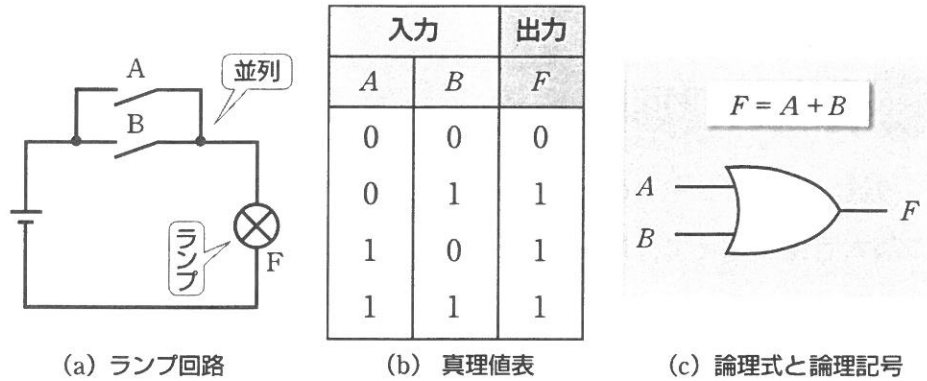 A
並列
B
ランプ
F
(a) ランプ回路
入力 出力
A B F
0 0 0
0 1 1
1 0 1
1 1 1
(b) 真理値表
F = A + B
A
F
B
(c) 論理式と論理記号